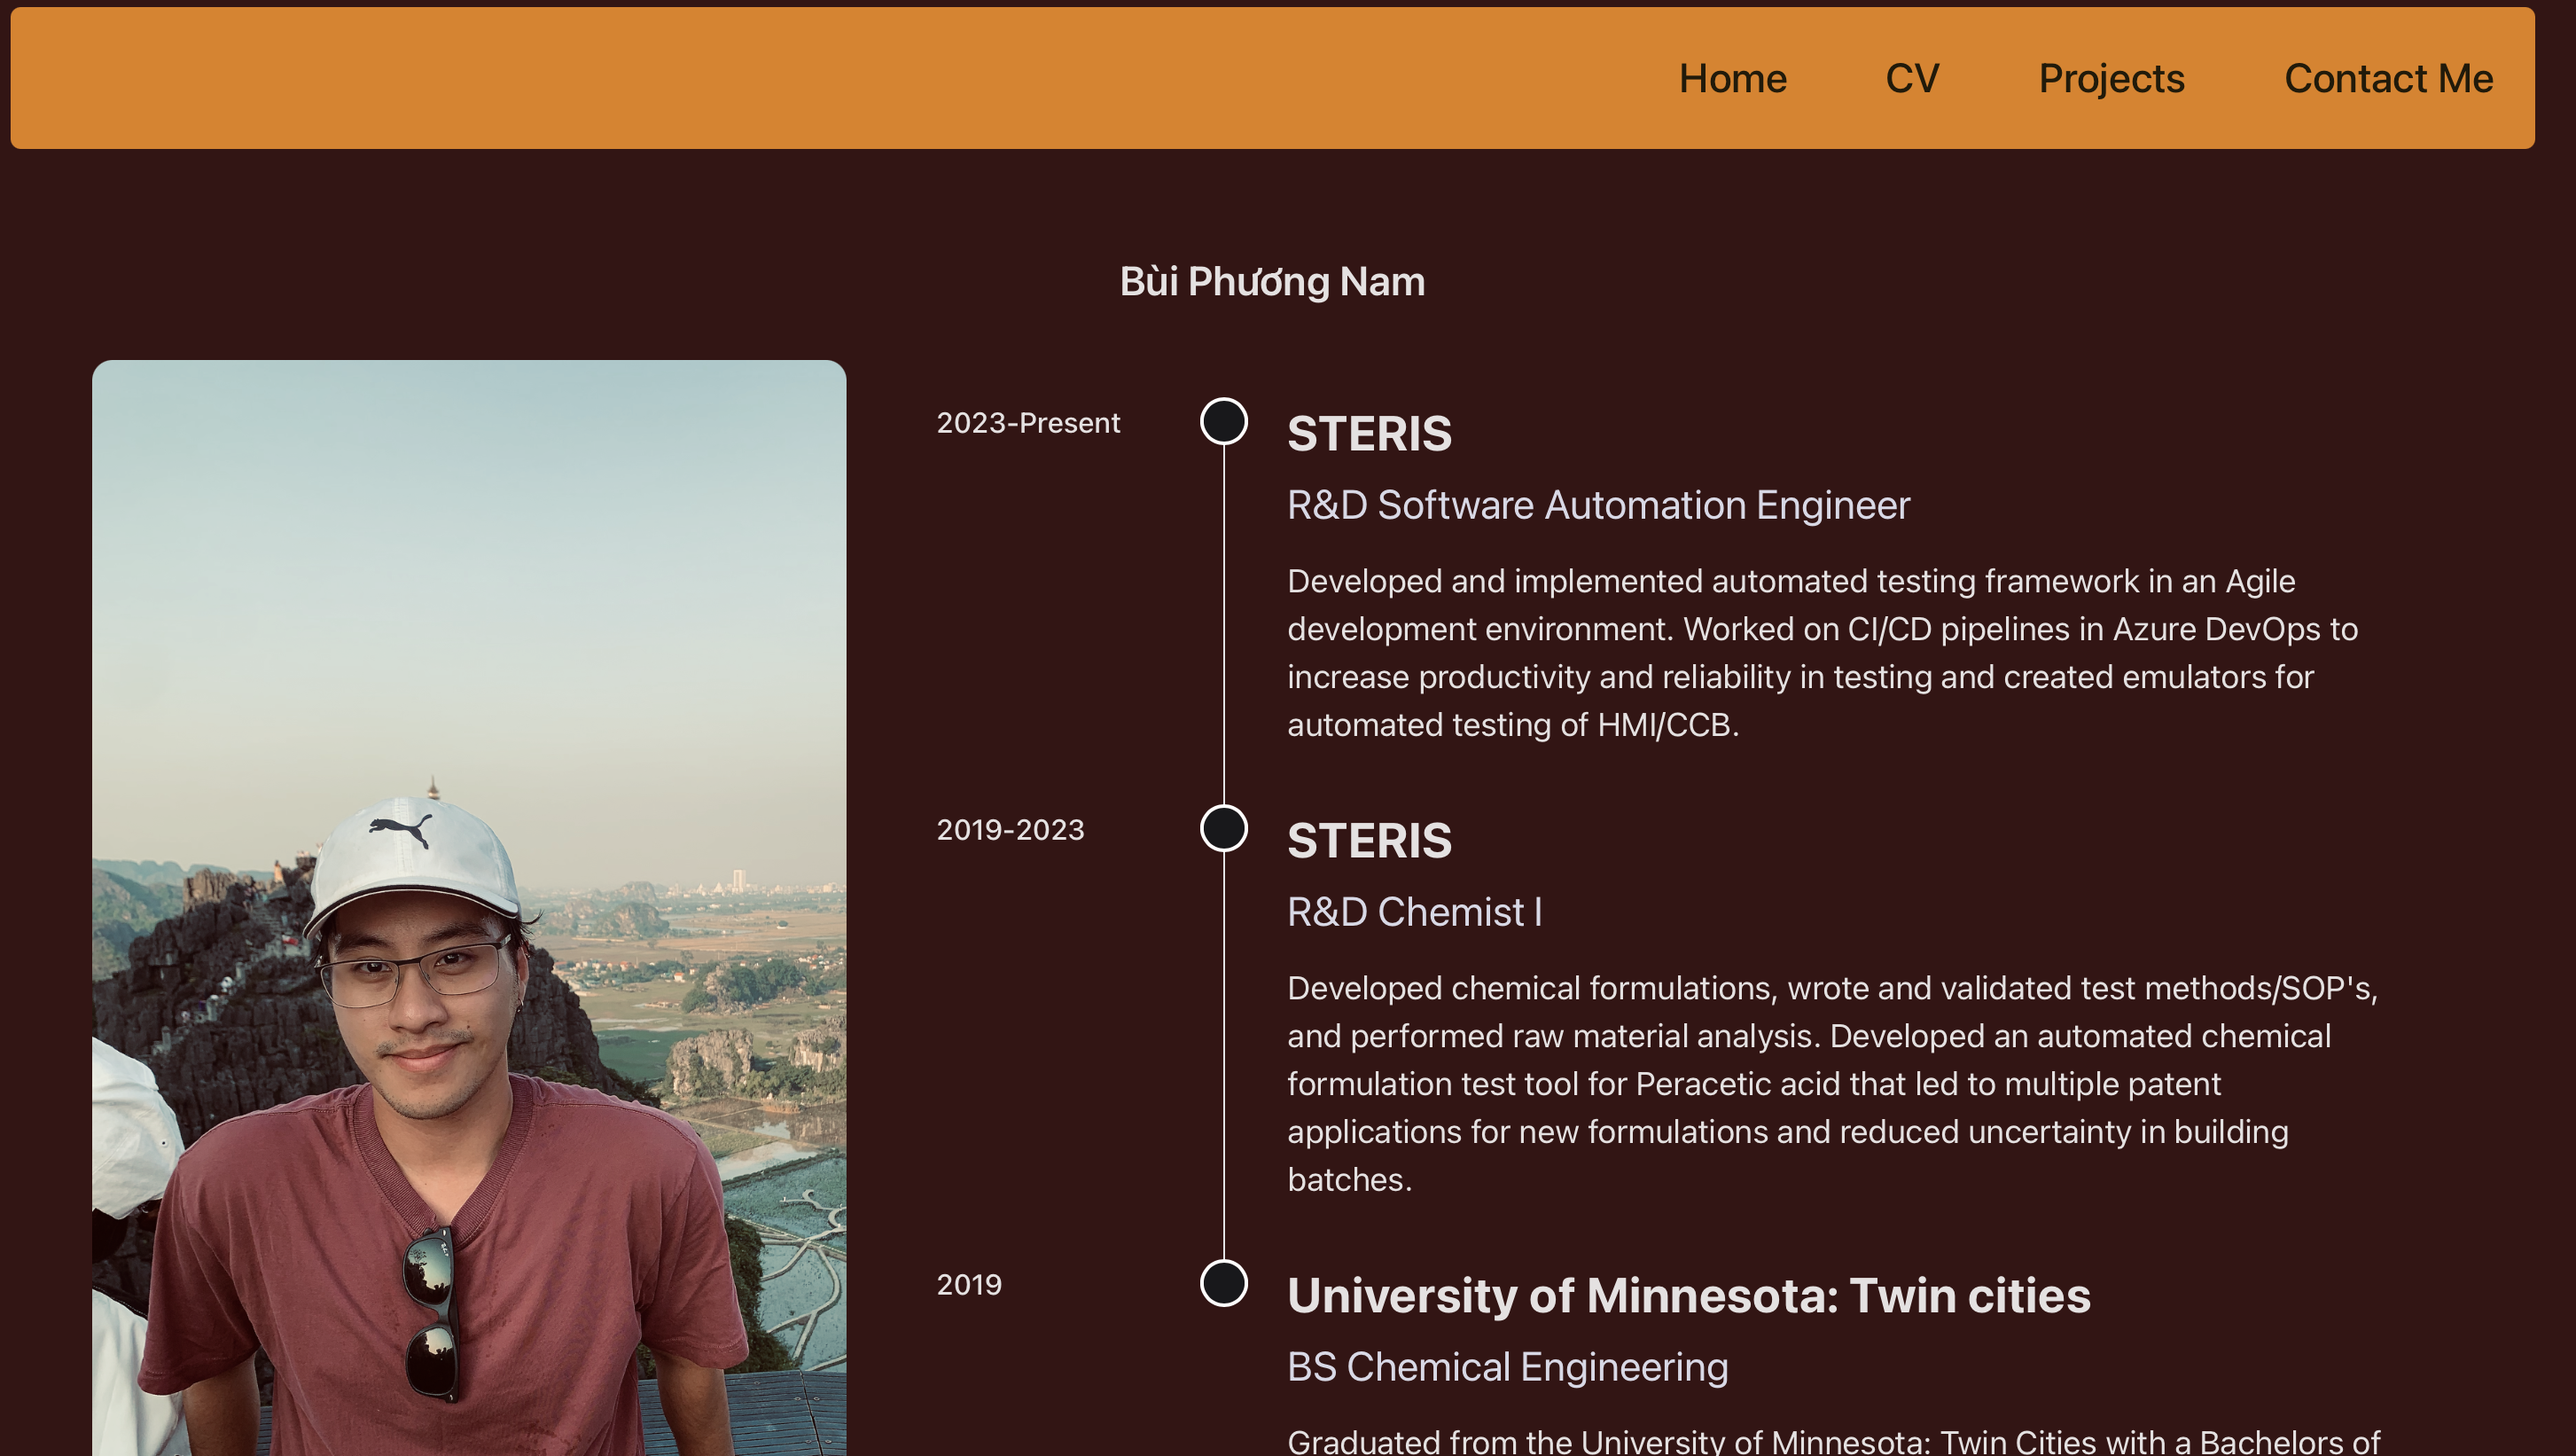 Home CV Projects Contact Me
Bùi Phương Nam
2023-Present
STERIS
R&D Software Automation Engineer
Developed and implemented automated testing framework in an Agile
development environment. Worked on CI/CD pipelines in Azure DevOps to
increase productivity and reliability in testing and created emulators for
automated testing of HMI/CCB.
2019-2023
STERIS
R&D Chemist I
Developed chemical formulations, wrote and validated test methods/SOP's,
and performed raw material analysis. Developed an automated chemical
formulation test tool for Peracetic acid that led to multiple patent
applications for new formulations and reduced uncertainty in building
batches.
2019
University of Minnesota: Twin cities
BS Chemical Engineering
Graduated from the University of Minnesota: Twin Cities with a Bachelors of